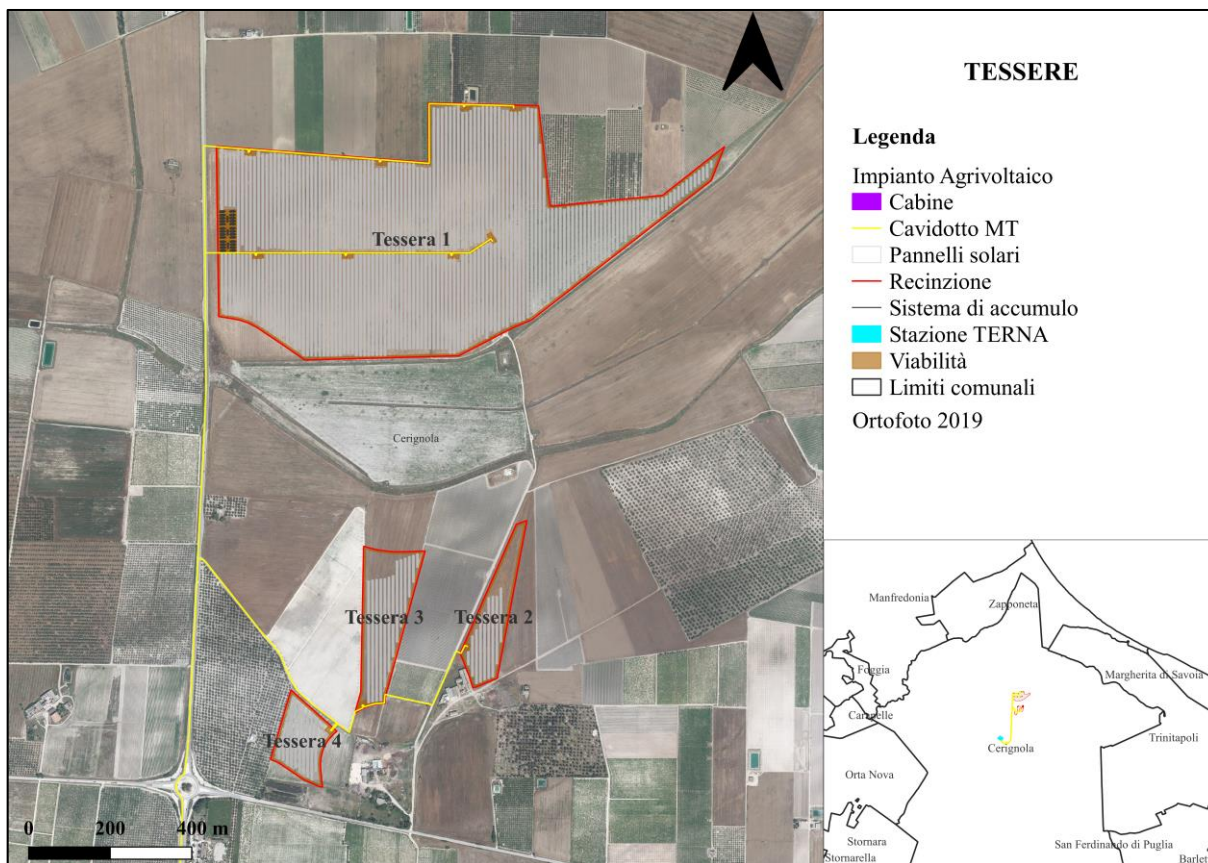 TESSERE
Legenda
Impianto Agrivoltaico
Cabine
Cavidotto MT
Pannelli solari
Recinzione
Sistema di accumulo
Stazione TERNA
Viabilità
Limiti comunali
Ortofoto 2019
Tessera 1
Cerignola
Tessera 3
Tessera 2
Tessera 4
0 200 400 m
Manfredonia
Zapponeta
Foggia
Margherita di Savoia
Carapelle
Trinitapoli
Cerignola
Orta Nova
Stornara
San Ferdinando di Puglia
Stornarella
Barlet